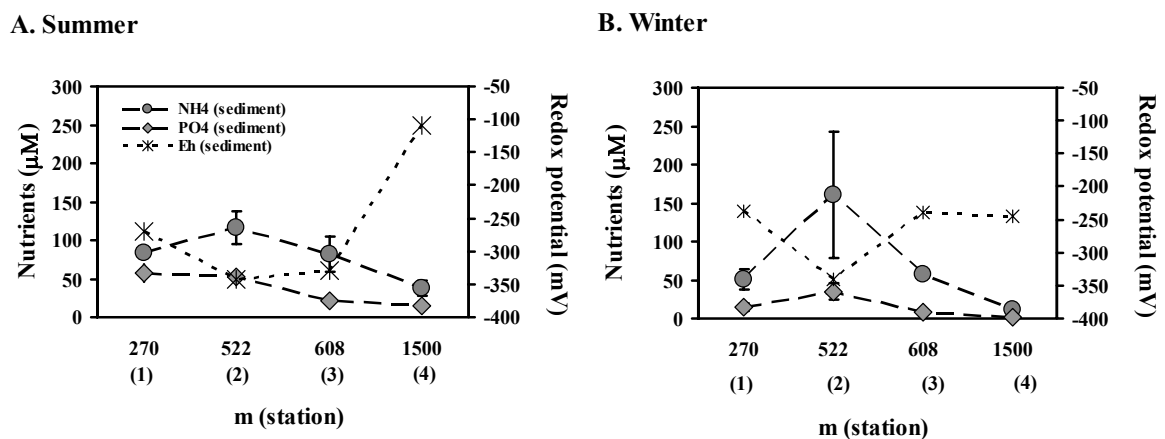 A. Summer
B. Winter
Nutrients (µM)
300
250
200
150
100
50
0
NH4 (sediment)
PO4 (sediment)
Eh (sediment)
-50
-100
-150
-200
-250
-300
-350
-400
Redox potential (mV)
270 522 608 1500
(1) (2) (3) (4)
m (station)
Nutrients (µM)
300
250
200
150
100
50
0
-50
-100
-150
-200
-250
-300
-350
-400
Redox potential (mV)
270 522 608 1500
(1) (2) (3) (4)
m (station)